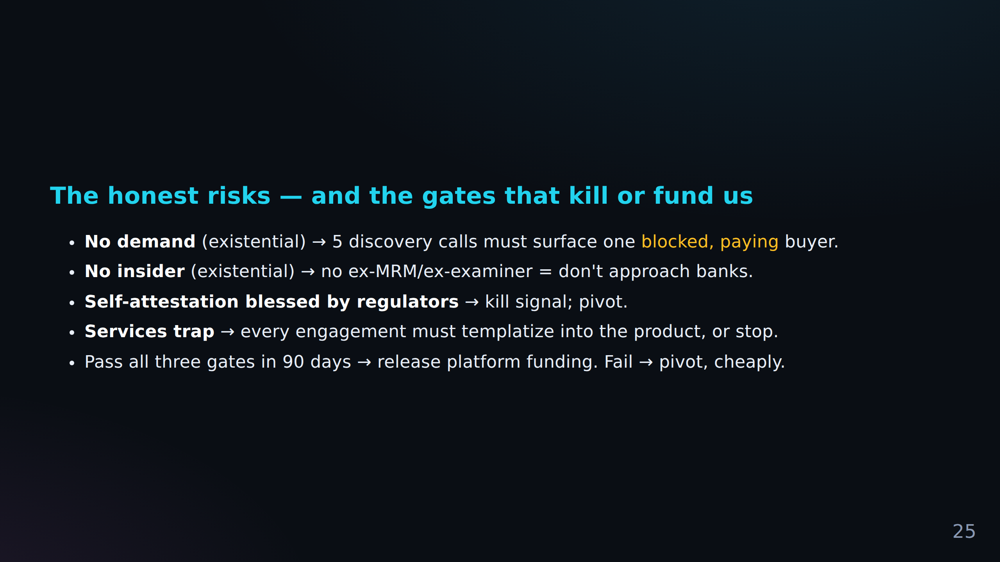 The honest risks — and the gates that kill or fund us
• No demand (existential) → 5 discovery calls must surface one blocked, paying buyer.
• No insider (existential) → no ex-MRM/ex-examiner = don't approach banks.
• Self-attestation blessed by regulators → kill signal; pivot.
• Services trap → every engagement must templatize into the product, or stop.
• Pass all three gates in 90 days → release platform funding. Fail → pivot, cheaply.
25